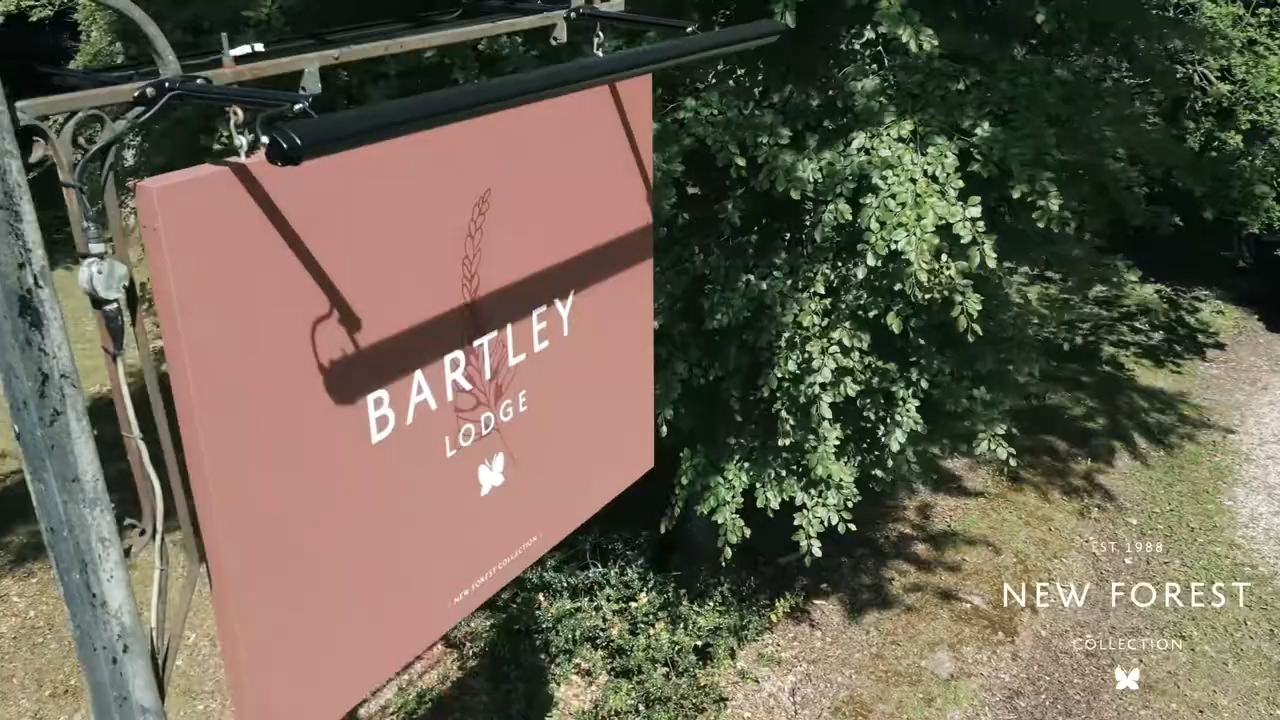 BARTLEY
LODGE
NEW FOREST COLLECTION
EST 1988
NEW FOREST
COLLECTION